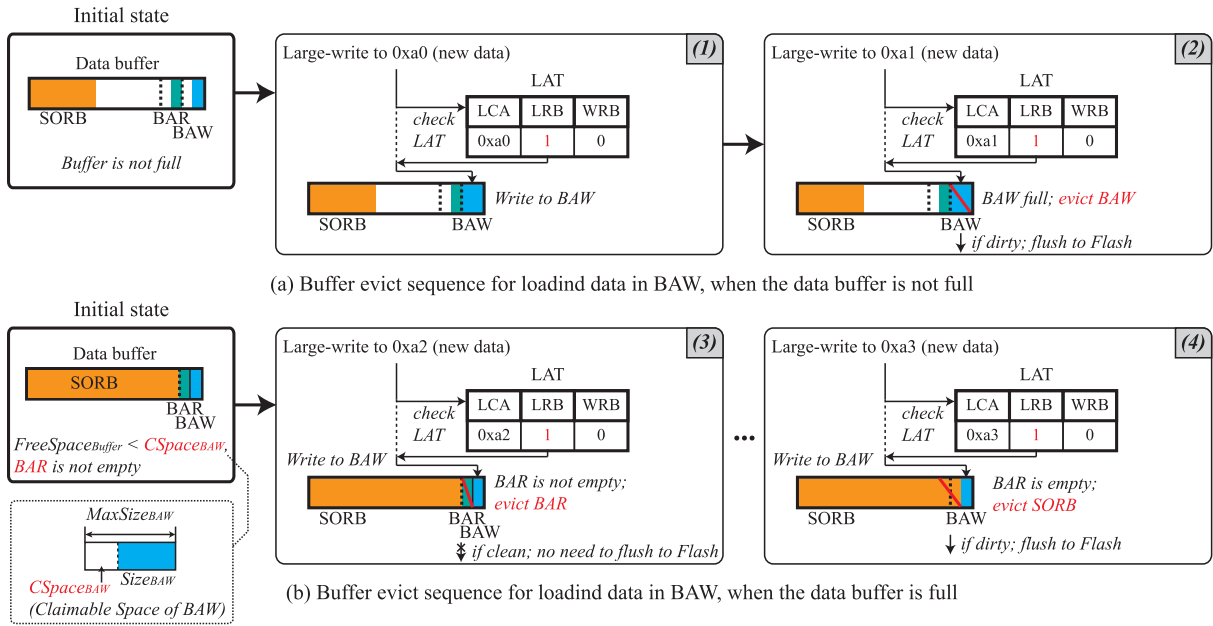 Initial state
Data buffer
SORB
BAR
BAW
Buffer is not full
Large-write to 0xa0 (new data)
(1)
LAT
check
LAT
LCA LRB WRB
0xa0 1 0
Write to BAW
SORB
BAW
Large-write to 0xa1 (new data)
(2)
LAT
check
LAT
LCA LRB WRB
0xa1 1 0
BAW full; evict BAW
SORB
BAW
if dirty; flush to Flash
(a) Buffer evict sequence for loadind data in BAW, when the data buffer is not full
Initial state
Data buffer
SORB
BAR
BAW
FreeSpaceBuffer < CSpaceBAW,
BAR is not empty
MaxSizeBAW
SizeBAW
CSpaceBAW
(Claimable Space of BAW)
Large-write to 0xa2 (new data)
(3)
LAT
check
LAT
LCA LRB WRB
0xa2 1 0
Write to BAW
BAR is not empty;
evict BAR
SORB
BAR
BAW
if clean; no need to flush to Flash
...
Large-write to 0xa3 (new data)
(4)
LAT
check
LAT
LCA LRB WRB
0xa3 1 0
Write to BAW
BAR is empty;
evict SORB
SORB
BAW
if dirty; flush to Flash
(b) Buffer evict sequence for loadind data in BAW, when the data buffer is full